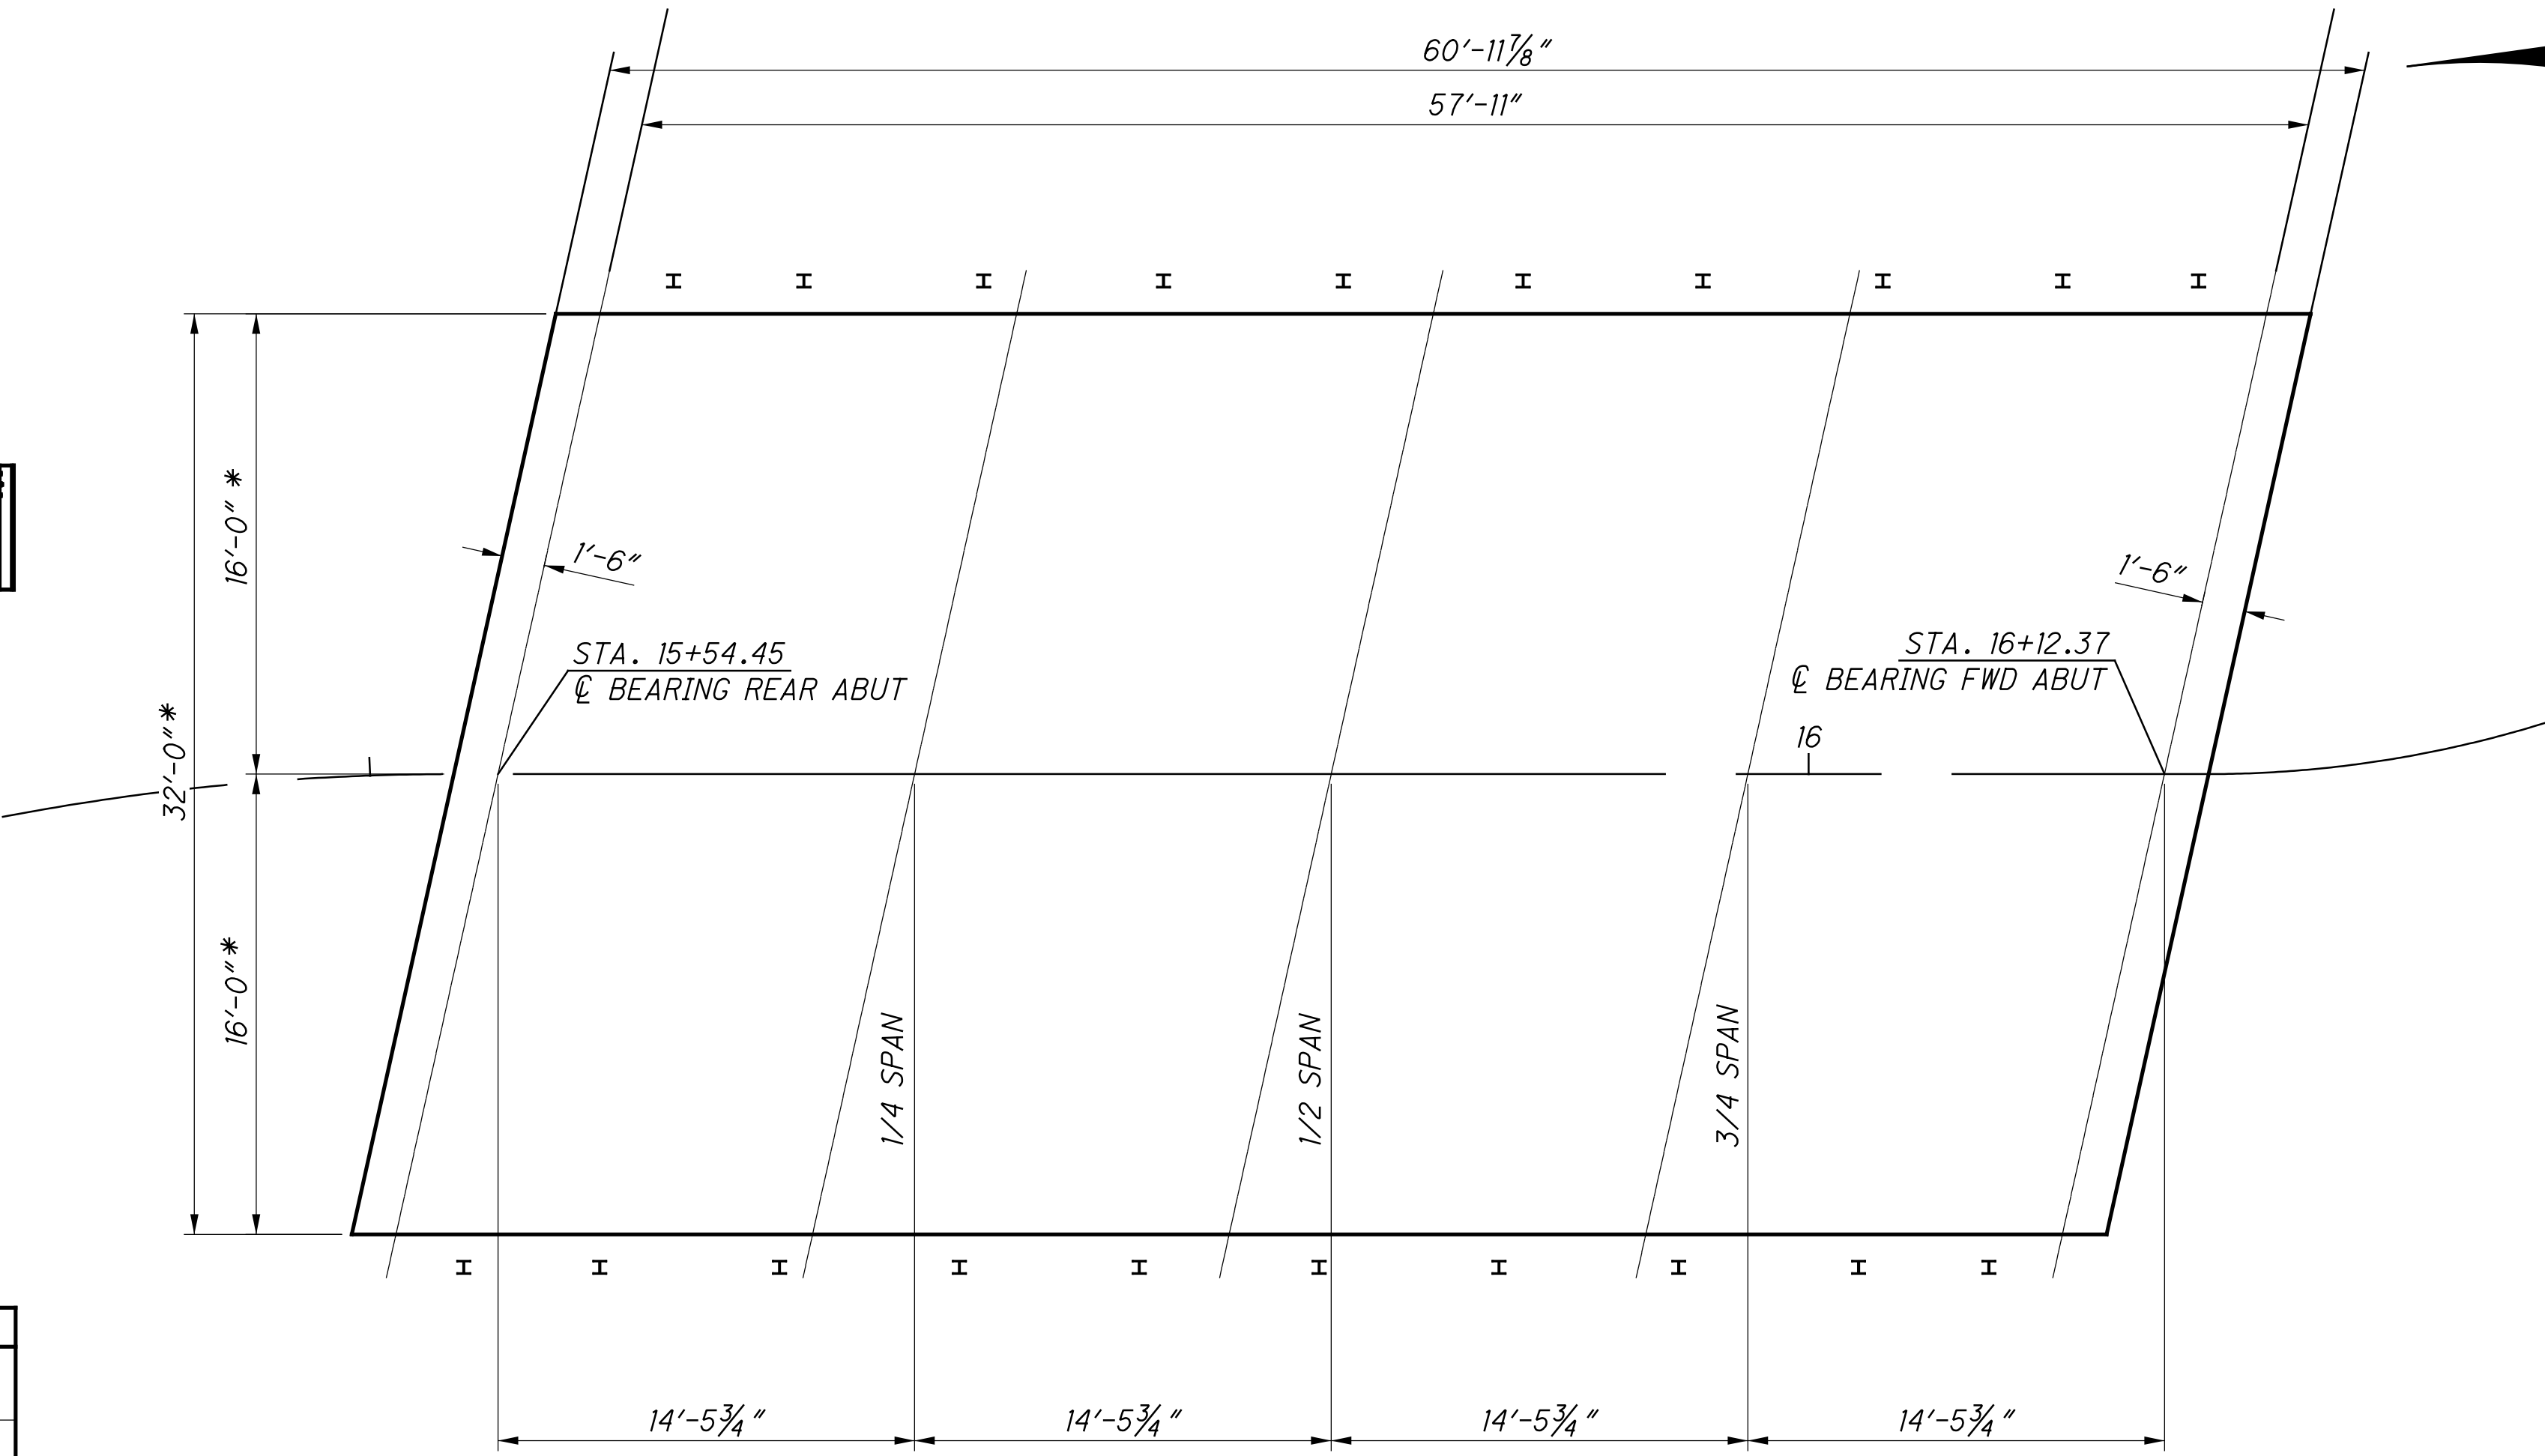 60'-11⅞"
57'-11"
16'-0" *
1'-6"
1'-6"
STA. 15+54.45
℄ BEARING REAR ABUT
STA. 16+12.37
℄ BEARING FWD ABUT
16
32'-0"*
16'-0"*
1/4 SPAN
1/2 SPAN
3/4 SPAN
14'-5¾"
14'-5¾"
14'-5¾"
14'-5¾"